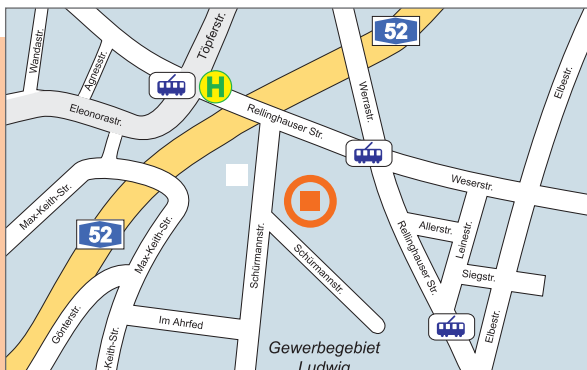 Wandastr.
Agnesstr.
Töpferstr.
52
Elbestr.
H
Werrastr.
Eleonorastr.
Rellinghauser Str.
Weserstr.
Max-Keith-Str.
52
Max-Keith-Str.
Schürmannstr.
Schürmannstr.
Rellinghauser Str.
Allerstr.
Leinestr.
Siegstr.
Gönterstr.
Im Ahrfed
-Keith-Str.
Elbestr.
Gewerbegebiet
Ludwig